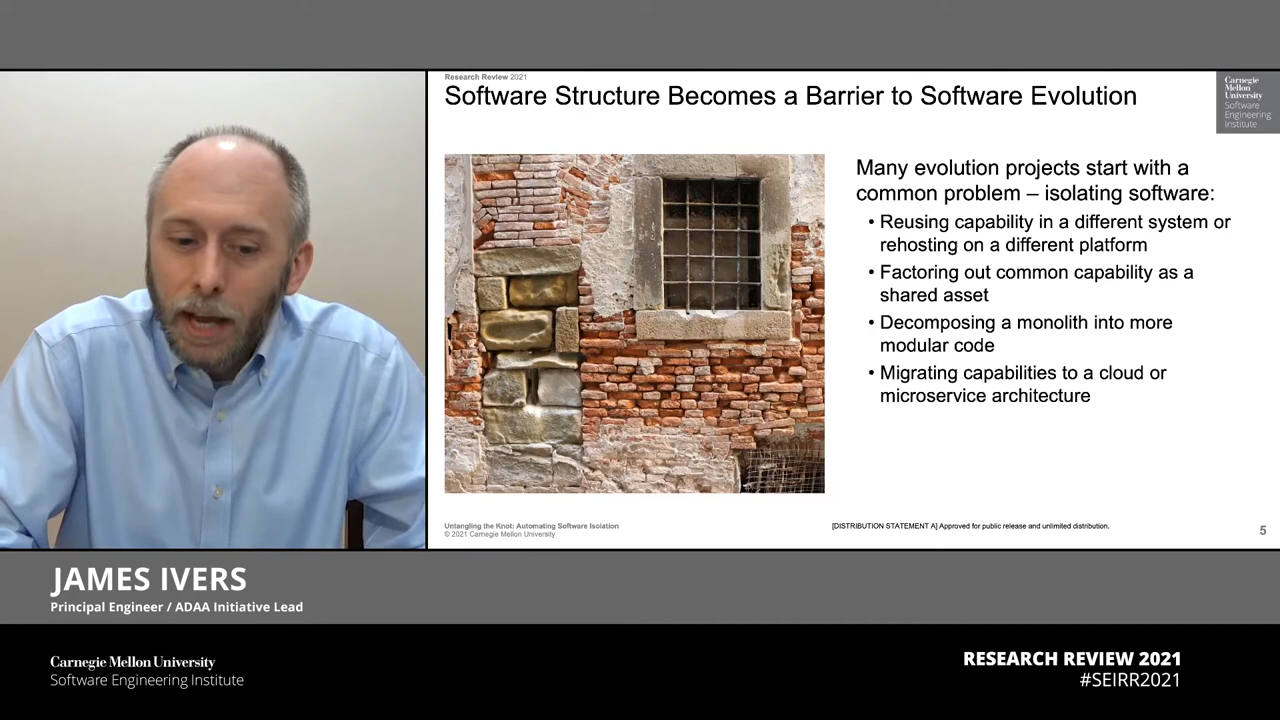 Research Review 2021
Software Structure Becomes a Barrier to Software Evolution
Carnegie
Mellon
University
Software
Engineering
Institute
Many evolution projects start with a
common problem – isolating software:
• Reusing capability in a different system or
rehosting on a different platform
• Factoring out common capability as a
shared asset
• Decomposing a monolith into more
modular code
• Migrating capabilities to a cloud or
microservice architecture
Untangling the Knot: Automating Software Isolation
© 2021 Carnegie Mellon University
[DISTRIBUTION STATEMENT A] Approved for public release and unlimited distribution.
5
JAMES IVERS
Principal Engineer / ADAA Initiative Lead
Carnegie Mellon University
Software Engineering Institute
RESEARCH REVIEW 2021
#SEIRR2021